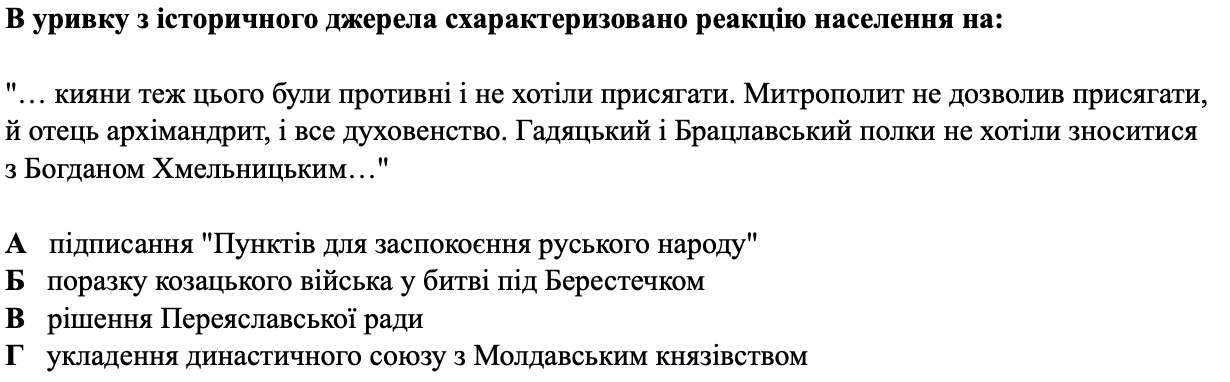 В уривку з історичного джерела схарактеризовано реакцію населення на:
"… кияни теж цього були противні і не хотіли присягати. Митрополит не дозволив присягати,
й отець архімандрит, і все духовенство. Гадяцький і Брацлавський полки не хотіли зноситися
з Богданом Хмельницьким…"
А підписання "Пунктів для заспокоєння руського народу"
Б поразку козацького війська у битві під Берестечком
В рішення Переяславської ради
Г укладення династичного союзу з Молдавським князівством